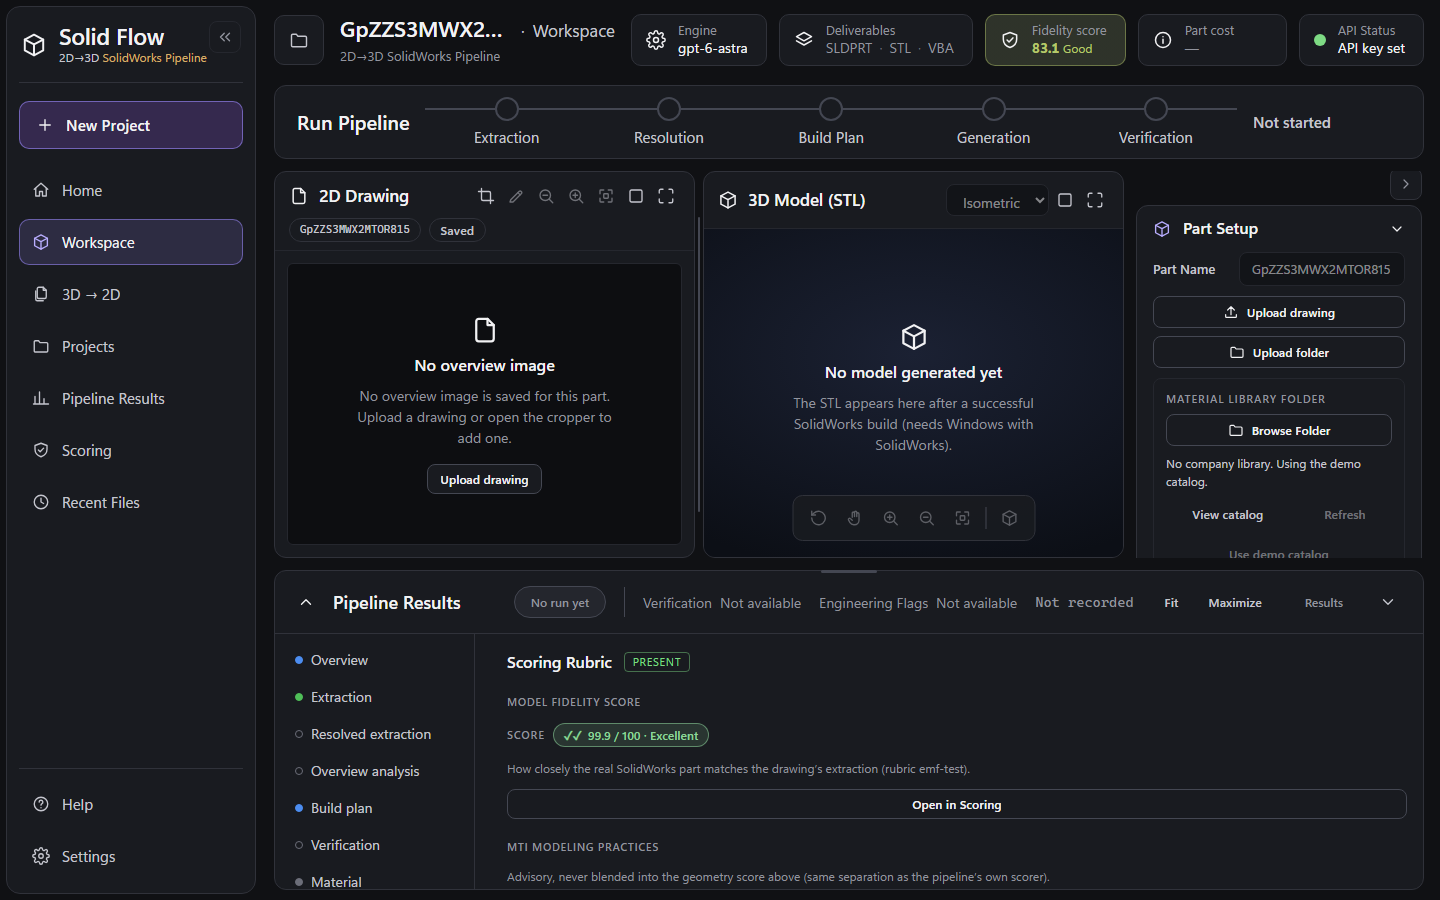 Solid Flow
2D→3D SolidWorks Pipeline
New Project
Home
Workspace
3D → 2D
Projects
Pipeline Results
Scoring
Recent Files
Help
Settings
GpZZS3MWX2... · Workspace
2D→3D SolidWorks Pipeline
Engine
gpt-6-astra
Deliverables
SLDPRT · STL · VBA
Fidelity score
83.1 Good
Part cost
—
API Status
API key set
Run Pipeline
Extraction
Resolution
Build Plan
Generation
Verification
Not started
2D Drawing
GpZZS3MWX2MTOR815
Saved
No overview image
No overview image is saved for this part.
Upload a drawing or open the cropper to
add one.
Upload drawing
3D Model (STL)
Isometric
No model generated yet
The STL appears here after a successful
SolidWorks build (needs Windows with
SolidWorks).
Part Setup
Part Name
GpZZS3MWX2MTOR815
Upload drawing
Upload folder
MATERIAL LIBRARY FOLDER
Browse Folder
No company library. Using the demo
catalog.
View catalog
Refresh
Use demo catalog
Pipeline Results
No run yet
Verification Not available
Engineering Flags Not available
Not recorded
Fit
Maximize
Results
Overview
Extraction
Resolved extraction
Overview analysis
Build plan
Verification
Material
Scoring Rubric
PRESENT
MODEL FIDELITY SCORE
SCORE
✓✓ 99.9 / 100 · Excellent
How closely the real SolidWorks part matches the drawing's extraction (rubric emf-test).
Open in Scoring
MTI MODELING PRACTICES
Advisory, never blended into the geometry score above (same separation as the pipeline's own scorer).